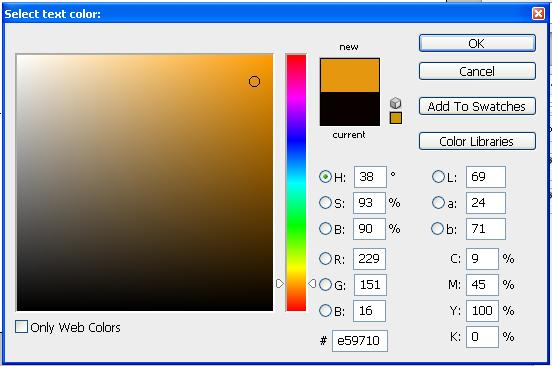 Select text color:
new
current
OK
Cancel
Add To Swatches
Color Libraries
H: 38 °
S: 93 %
B: 90 %
R: 229
G: 151
B: 16
# e59710
L: 69
a: 24
b: 71
C: 9 %
M: 45 %
Y: 100 %
K: 0 %
Only Web Colors